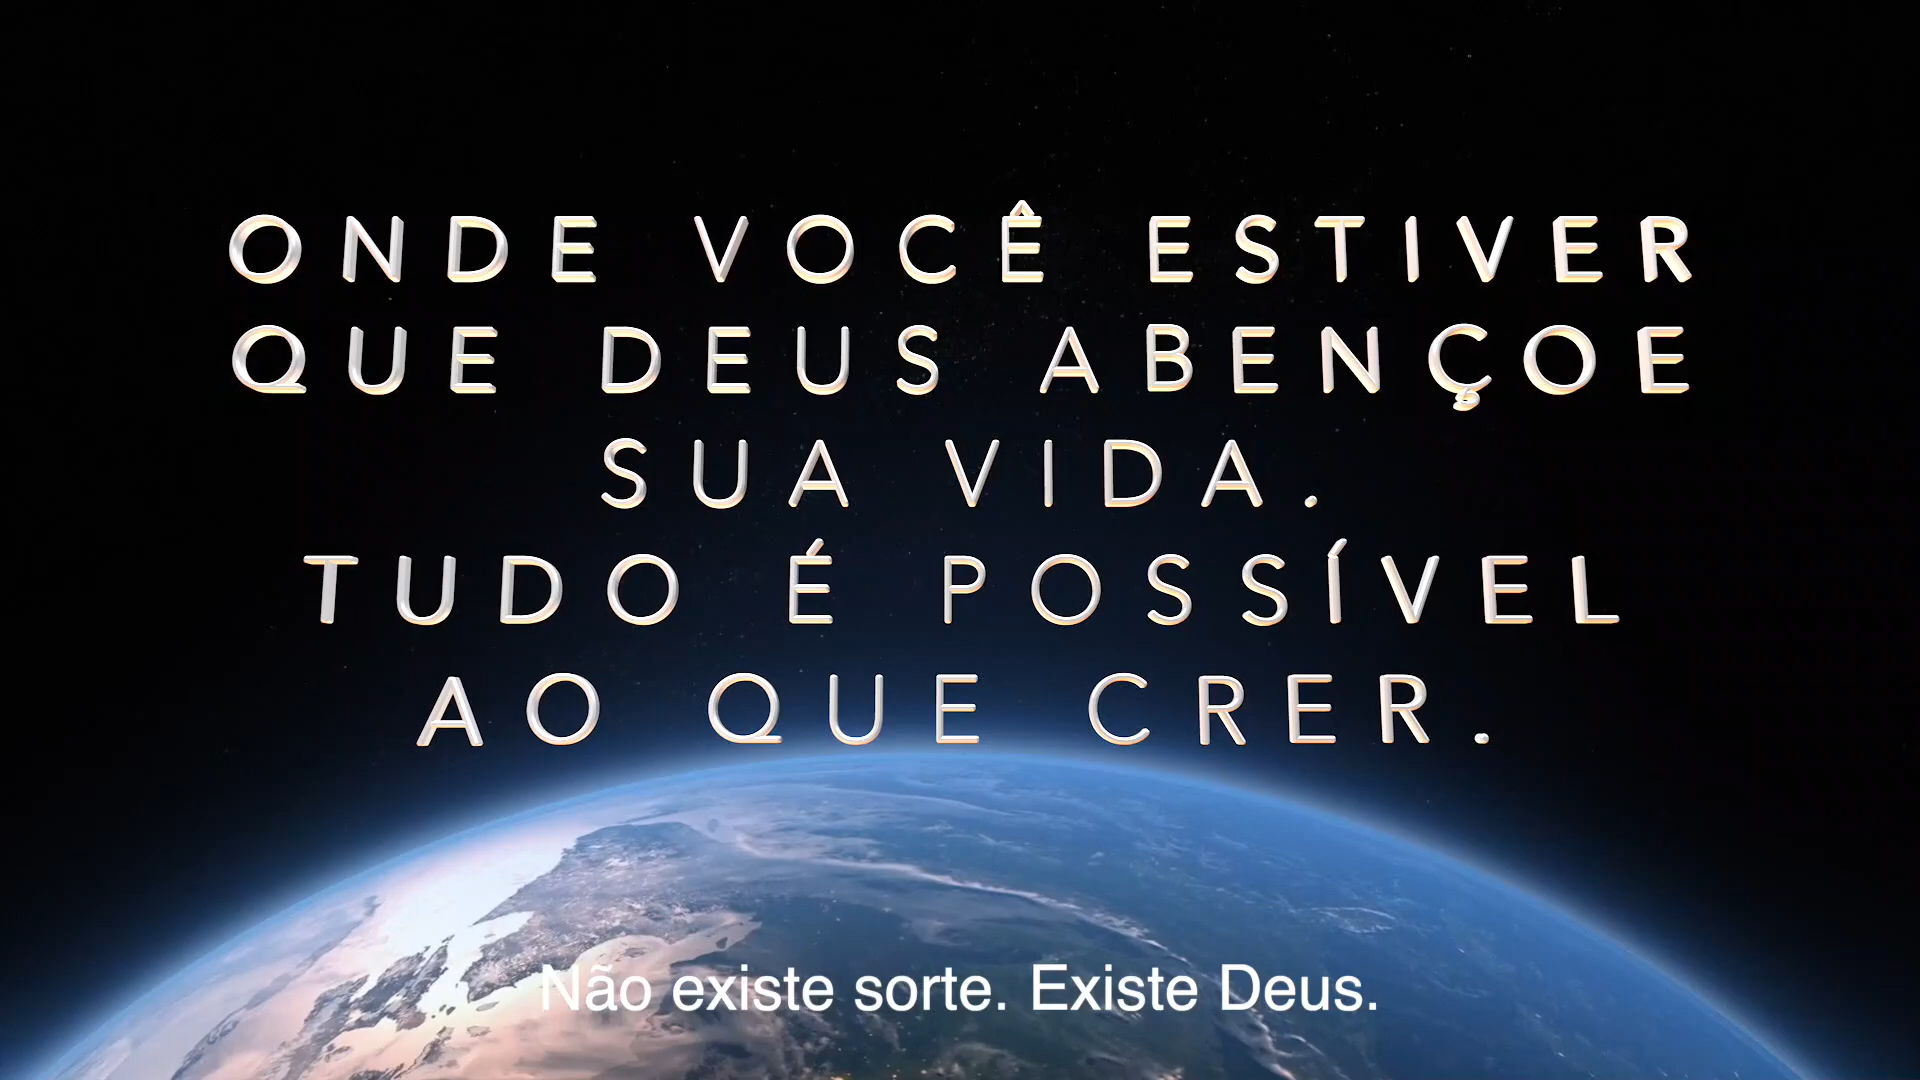 ONDE VOCÊ ESTIVER
QUE DEUS ABENÇOE
SUA VIDA.
TUDO É POSSÍVEL
AO QUE CRER.
Não existe sorte. Existe Deus.